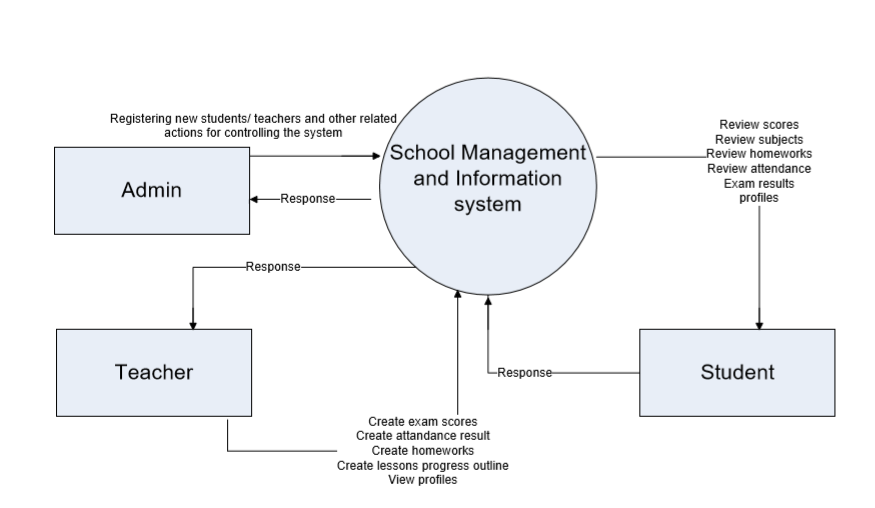 Registering new students/ teachers and other related
actions for controlling the system
School Management
and Information
system
Review scores
Review subjects
Review homeworks
Review attendance
Exam results
profiles
Admin
Response
Response
Teacher
Student
Response
Create exam scores
Create attandance result
Create homeworks
Create lessons progress outline
View profiles